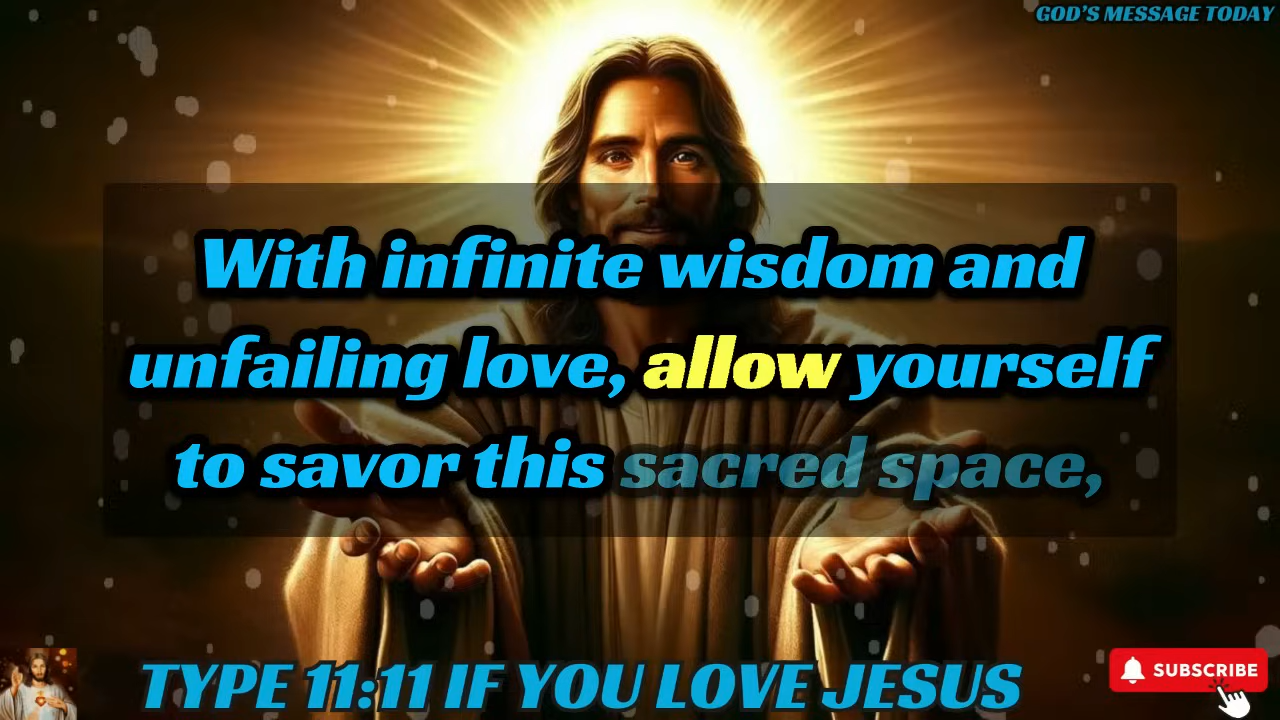 GOD'S MESSAGE TODAY
With infinite wisdom and
unfailing love, allow yourself
to savor this sacred space,
TYPE 11:11 IF YOU LOVE JESUS
SUBSCRIBE